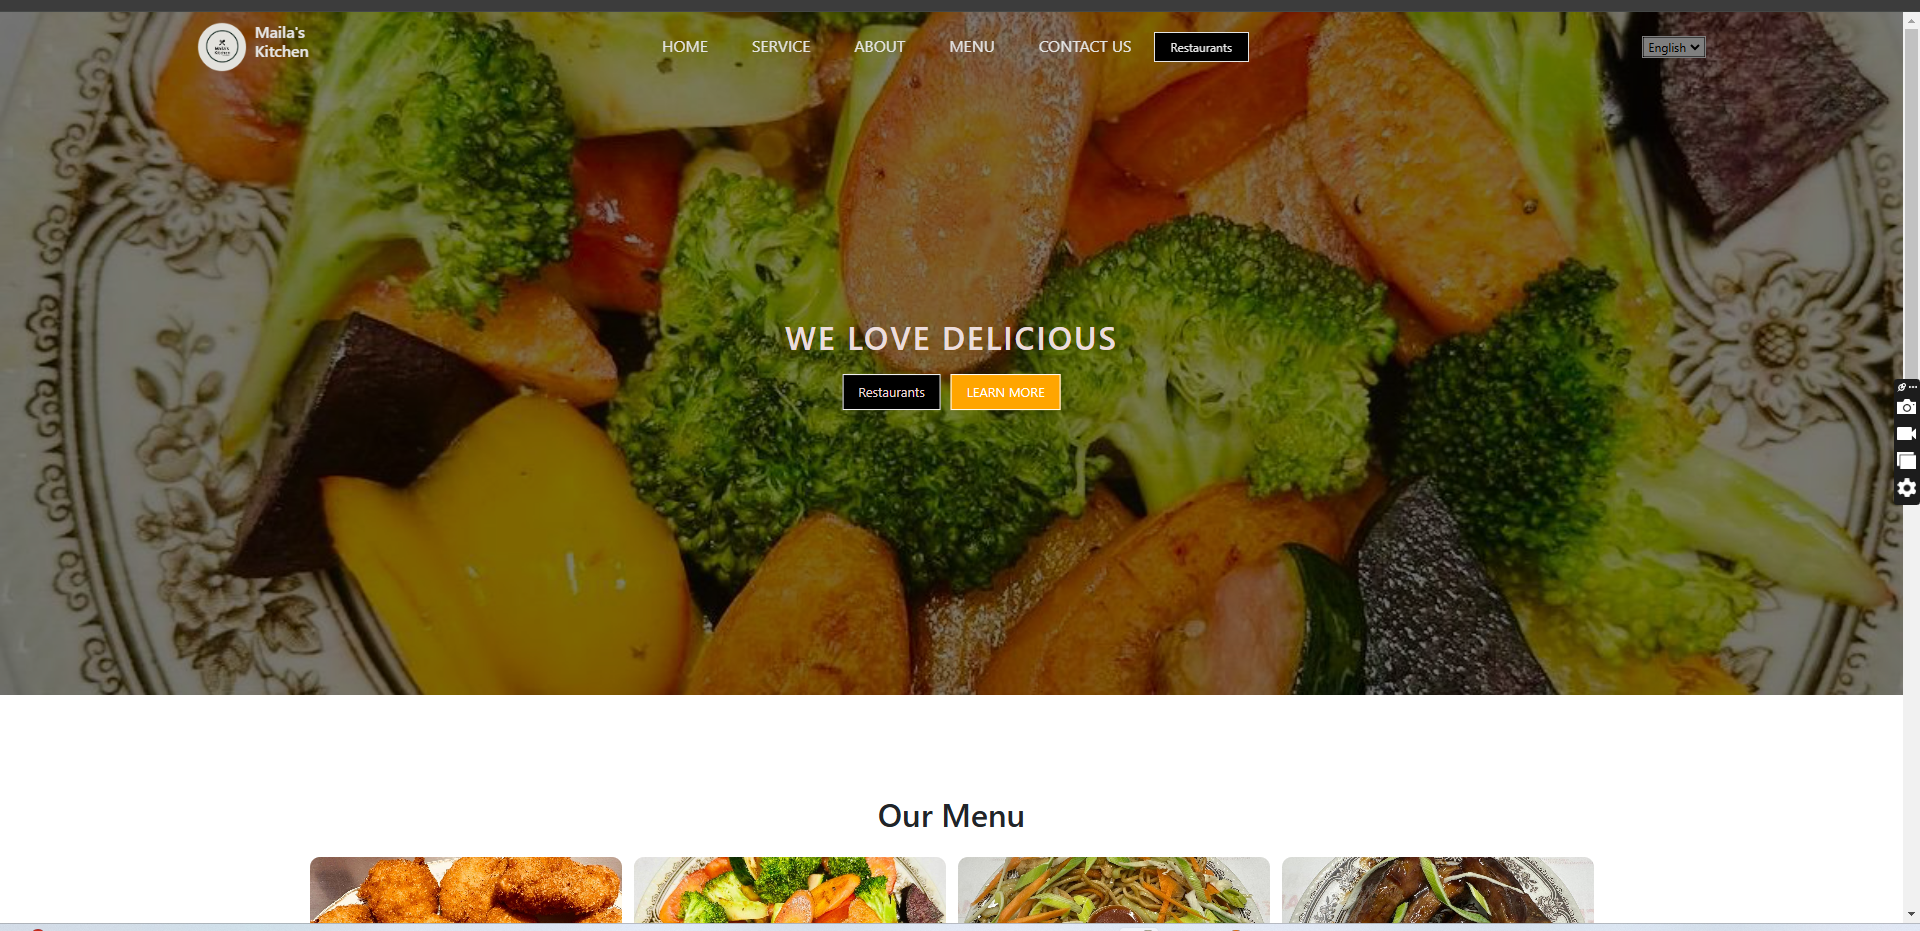 Maila's
Kitchen
HOME SERVICE ABOUT MENU CONTACT US Restaurants English
WE LOVE DELICIOUS
Restaurants LEARN MORE
Our Menu